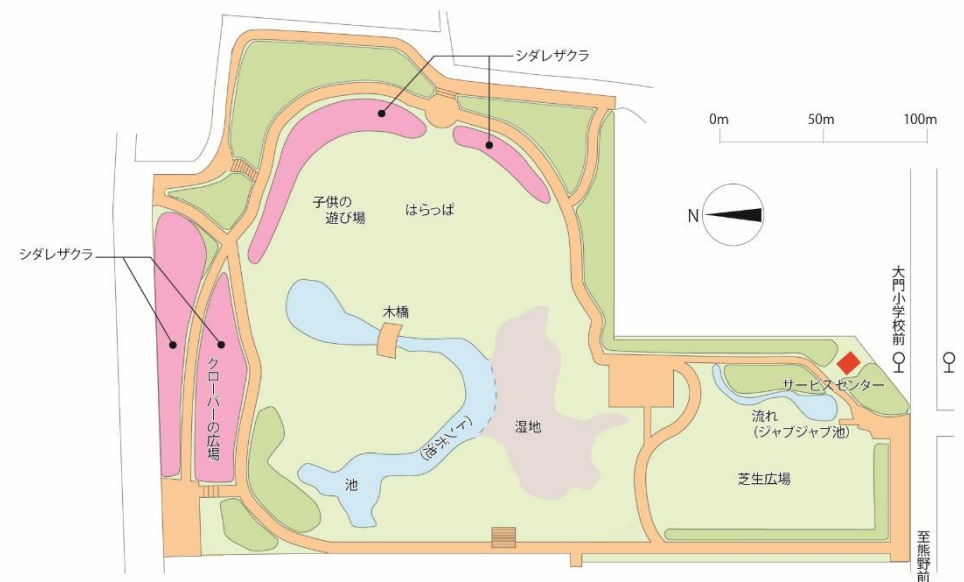 シダレザクラ
0m 50m 100m
子供の
遊び場
はらっぱ
N
シダレザクラ
大門小学校前
木橋
クローバーの広場
サービスセンター
流れ
(ジャブジャブ池)
湿地
(トンボ池)
池
芝生広場
至熊野前